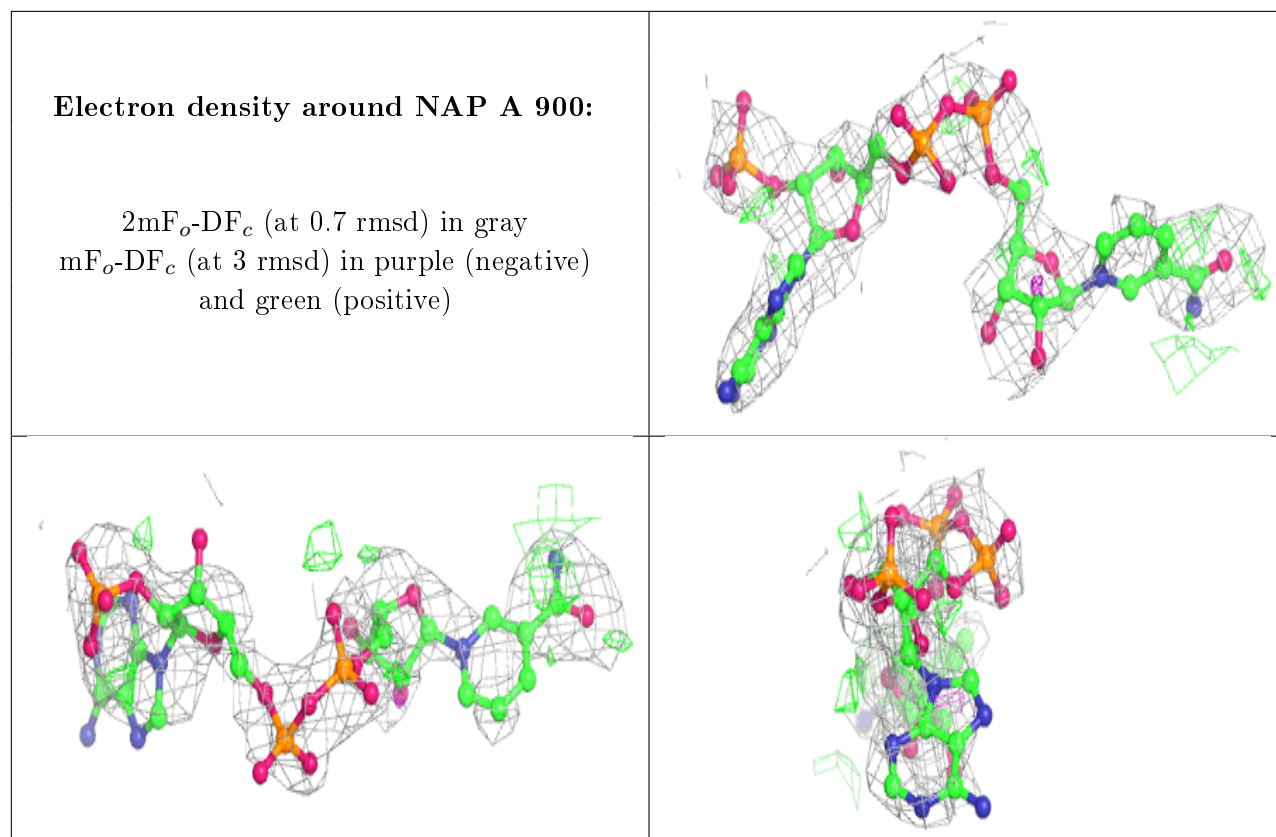 Electron density around NAP A 900:
2mFₒ-DF𝒸 (at 0.7 rmsd) in gray
mFₒ-DF𝒸 (at 3 rmsd) in purple (negative)
and green (positive)